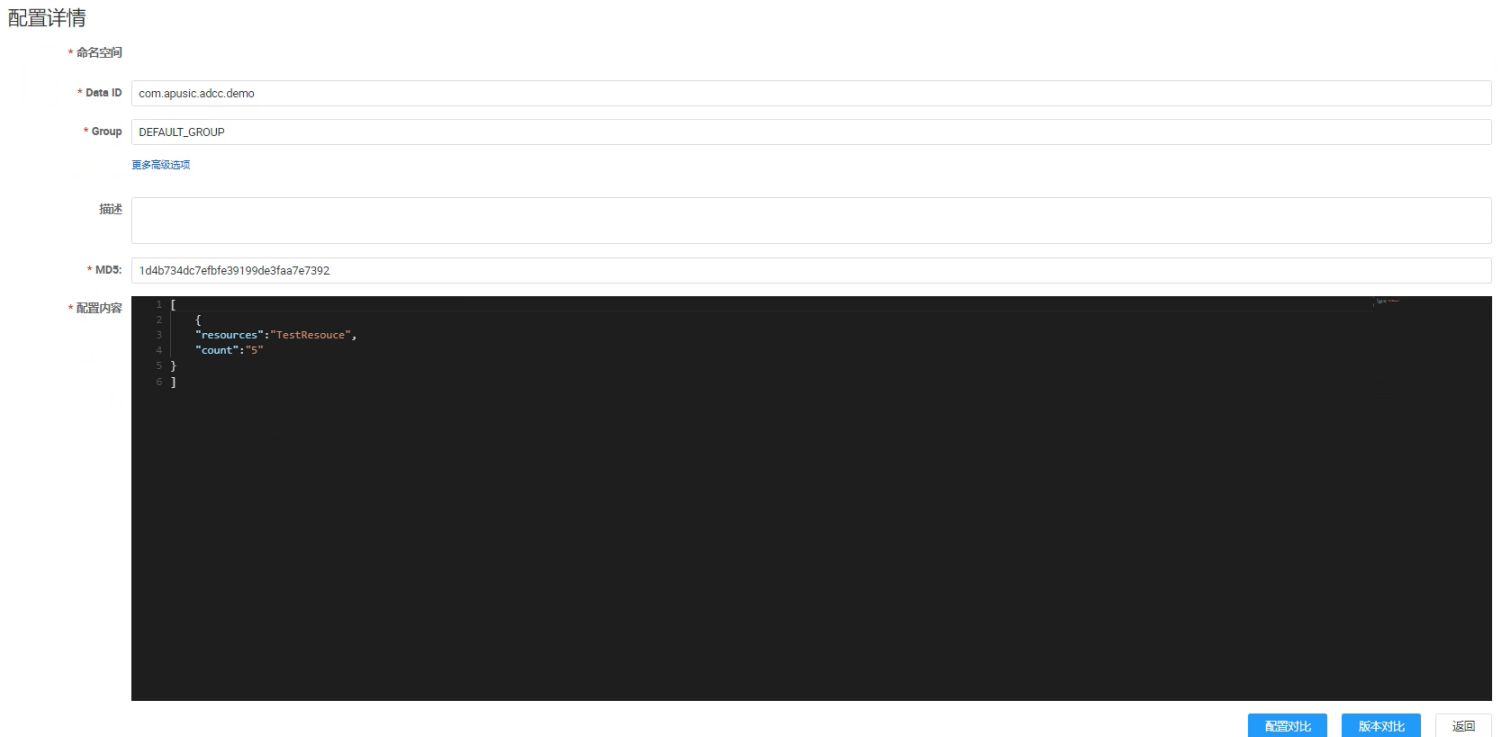 配置详情
* 命名空间
* Data ID com.apusic.adcc.demo
* Group DEFAULT_GROUP
更多高级选项
描述
* MD5: 1d4b734dc7efbfe39199de3faa7e7392
* 配置内容
1 [
2 {
3 "resources":"TestResouce",
4 "count":"5"
5 }
6 ]
配置对比 版本对比 返回